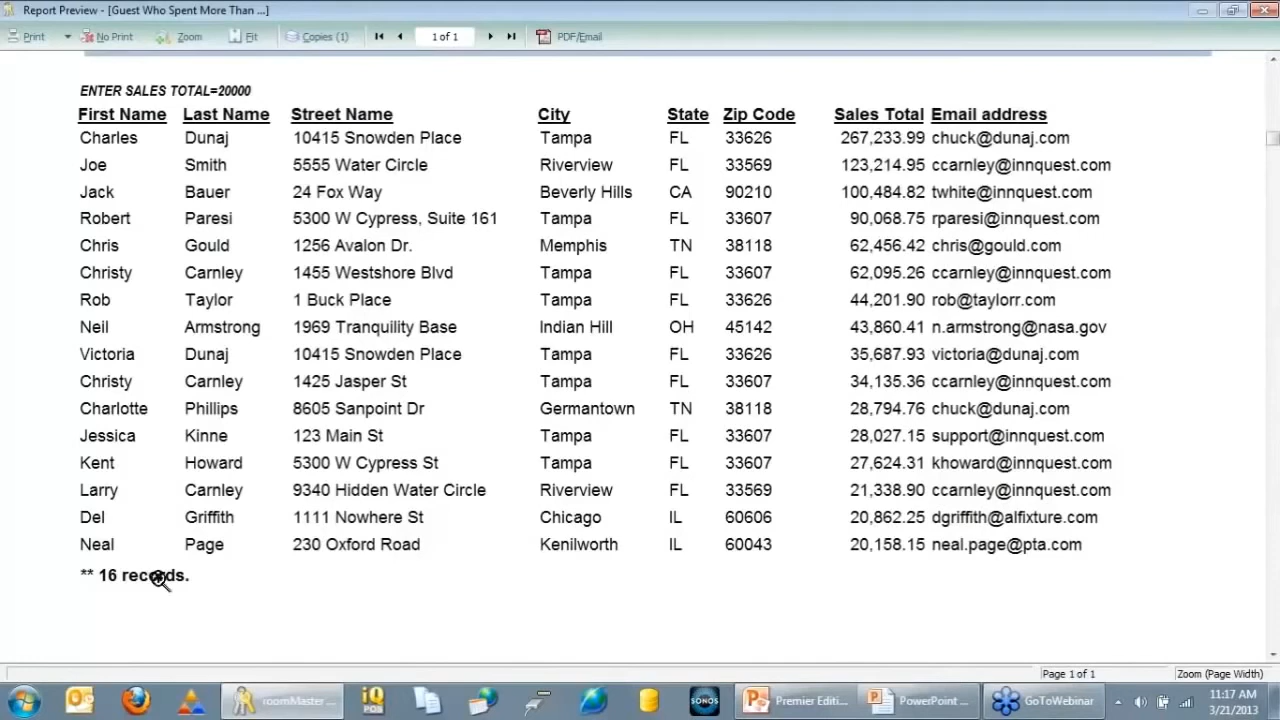 Report Preview - [Guest Who Spent More Than ...]
Print No Print Zoom Fit Copies (1) 1 of 1 PDF/Email
ENTER SALES TOTAL=20000
First Name Last Name Street Name City State Zip Code Sales Total Email address
Charles Dunaj 10415 Snowden Place Tampa FL 33626 267,233.99 chuck@dunaj.com
Joe Smith 5555 Water Circle Riverview FL 33569 123,214.95 ccarnley@innquest.com
Jack Bauer 24 Fox Way Beverly Hills CA 90210 100,484.82 twhite@innquest.com
Robert Paresi 5300 W Cypress, Suite 161 Tampa FL 33607 90,068.75 rparesi@innquest.com
Chris Gould 1256 Avalon Dr. Memphis TN 38118 62,456.42 chris@gould.com
Christy Carnley 1455 Westshore Blvd Tampa FL 33607 62,095.26 ccarnley@innquest.com
Rob Taylor 1 Buck Place Tampa FL 33626 44,201.90 rob@taylorr.com
Neil Armstrong 1969 Tranquility Base Indian Hill OH 45142 43,860.41 n.armstrong@nasa.gov
Victoria Dunaj 10415 Snowden Place Tampa FL 33626 35,687.93 victoria@dunaj.com
Christy Carnley 1425 Jasper St Tampa FL 33607 34,135.36 ccarnley@innquest.com
Charlotte Phillips 8605 Sanpoint Dr Germantown TN 38118 28,794.76 chuck@dunaj.com
Jessica Kinne 123 Main St Tampa FL 33607 28,027.15 support@innquest.com
Kent Howard 5300 W Cypress St Tampa FL 33607 27,624.31 khoward@innquest.com
Larry Carnley 9340 Hidden Water Circle Riverview FL 33569 21,338.90 ccarnley@innquest.com
Del Griffith 1111 Nowhere St Chicago IL 60606 20,862.25 dgriffith@alfixture.com
Neal Page 230 Oxford Road Kenilworth IL 60043 20,158.15 neal.page@pta.com
** 16 records.
Page 1 of 1 Zoom (Page Width)
roomMaster ... iQ POS SONOS Premier Editi... PowerPoint ... GoToWebinar 11:17 AM
3/21/2013